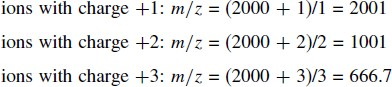 ions with charge +1: m/z = (2000 + 1)/1 = 2001
ions with charge +2: m/z = (2000 + 2)/2 = 1001
ions with charge +3: m/z = (2000 + 3)/3 = 666.7